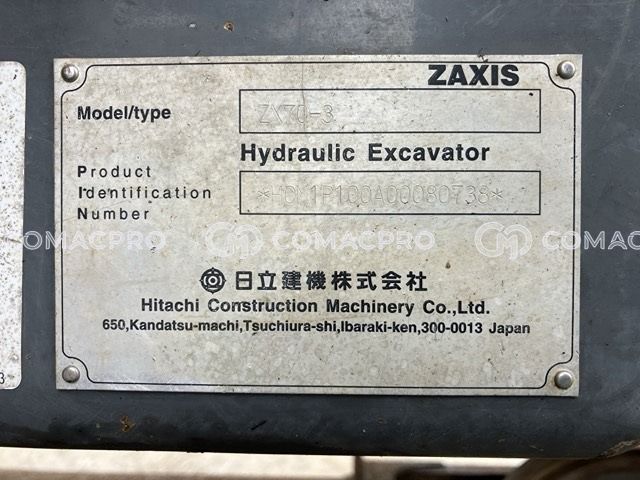 ZAXIS
Model/type ZX70-3
Hydraulic Excavator
Product
Identification
Number
*HCM1P100A00080738*
COMACPRO COMACPRO COMACPRO
日立建機株式会社
Hitachi Construction Machinery Co.,Ltd.
650,Kandatsu-machi,Tsuchiura-shi,Ibaraki-ken,300-0013 Japan
3